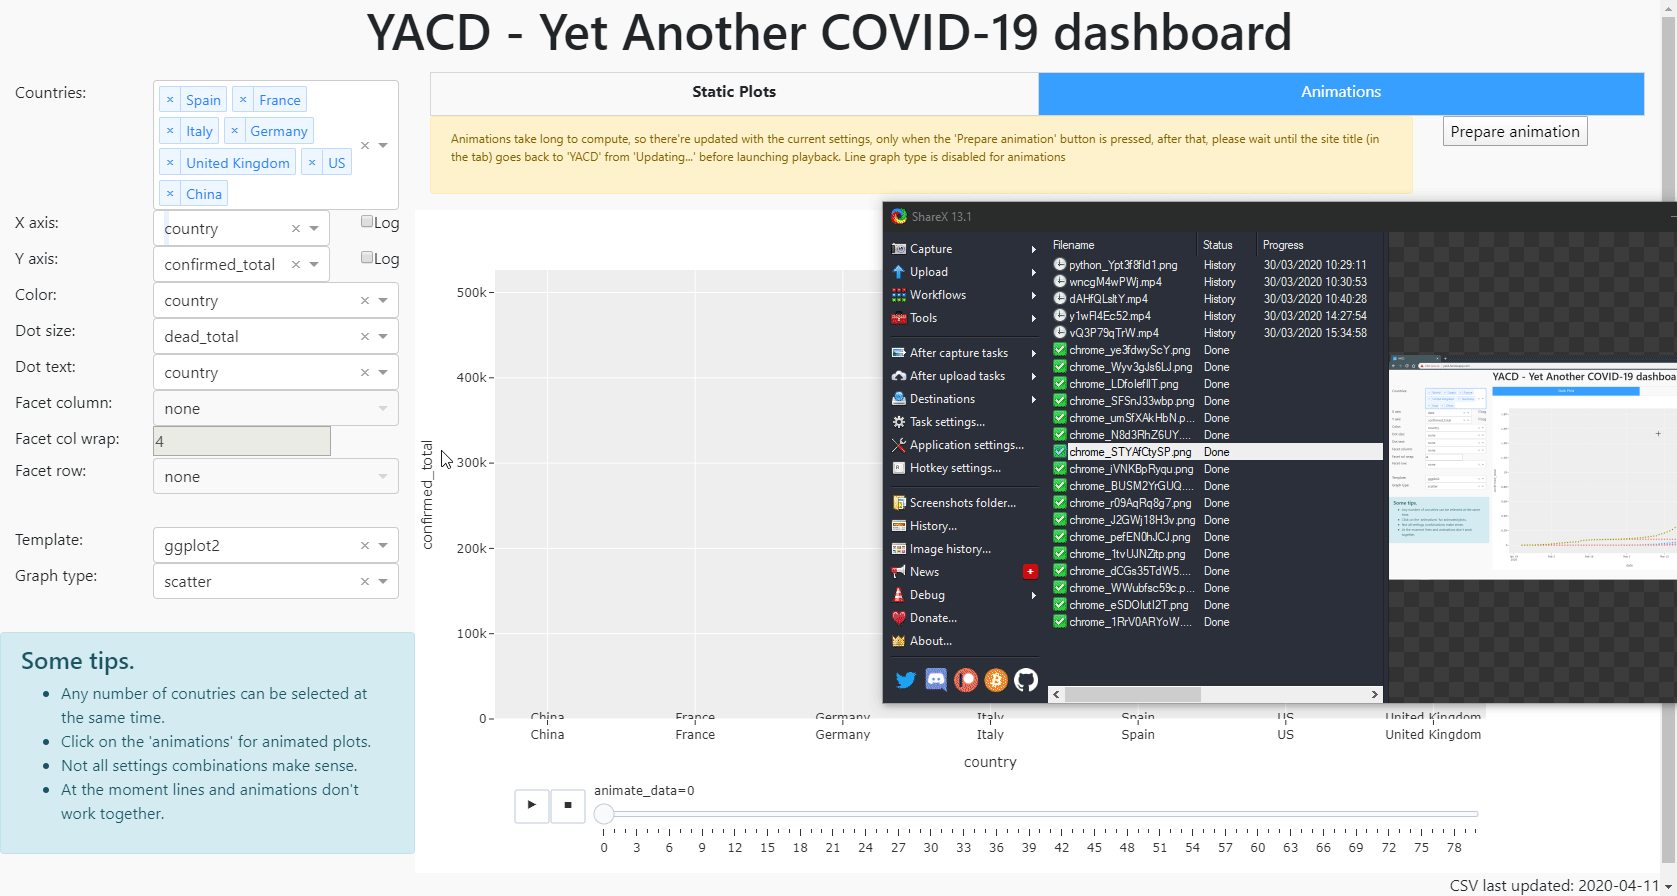 YACD - Yet Another COVID-19 dashboard
Countries:
× Spain × France
× Italy × Germany
× United Kingdom × US
× China
X axis:
country
Log
Y axis:
confirmed_total
Log
Color:
country
Dot size:
dead_total
Dot text:
country
Facet column:
none
Facet col wrap:
4
Facet row:
none
Template:
ggplot2
Graph type:
scatter
Some tips.
Any number of conutries can be selected at
the same time.
Click on the 'animations' for animated plots.
Not all settings combinations make sense.
At the moment lines and animations don't
work together.
Static Plots
Animations
Animations take long to compute, so there're updated with the current settings, only when the 'Prepare animation' button is pressed, after that, please wait until the site title (in
the tab) goes back to 'YACD' from 'Updating...' before launching playback. Line graph type is disabled for animations
Prepare animation
confirmed_total
500k
400k
300k
200k
100k
0
China France Germany Italy Spain US United Kingdom
China France Germany Italy Spain US United Kingdom
country
animate_data=0
0 3 6 9 12 15 18 21 24 27 30 33 36 39 42 45 48 51 54 57 60 63 66 69 72 75 78
CSV last updated: 2020-04-11
ShareX 13.1
Capture
Upload
Workflows
Tools
After capture tasks
After upload tasks
Destinations
Task settings...
Application settings...
Hotkey settings...
Screenshots folder...
History...
Image history...
News
Debug
Donate...
About...
Filename Status Progress
python_Ypt3f8fId1.png History 30/03/2020 10:29:11
wncgM4wPWj.mp4 History 30/03/2020 10:30:53
dAHfQLsltY.mp4 History 30/03/2020 10:40:28
y1wFl4Ec52.mp4 History 30/03/2020 14:27:54
vQ3P79qTrW.mp4 History 30/03/2020 15:34:58
chrome_ye3fdwyScY.png Done
chrome_Wyv3gJs6LJ.png Done
chrome_LDfoIefIIT.png Done
chrome_SFSnJ33wbp.png Done
chrome_umSfXAkHbN.p... Done
chrome_N8d3RhZ6UY.... Done
chrome_STYAfCtySP.png Done
chrome_iVNKBpRyqu.png Done
chrome_BUSM2YrGUQ.... Done
chrome_r09AqRq8g7.png Done
chrome_J2GWj18H3v.png Done
chrome_pefEN0hJCJ.png Done
chrome_1tvUJNZitp.png Done
chrome_dCGs35TdW5.... Done
chrome_WWubfsc59c.p... Done
chrome_eSDOlutI2T.png Done
chrome_1RrV0ARYoW.... Done
YACD - Yet Another COVID-19 dashboa
Some tips.